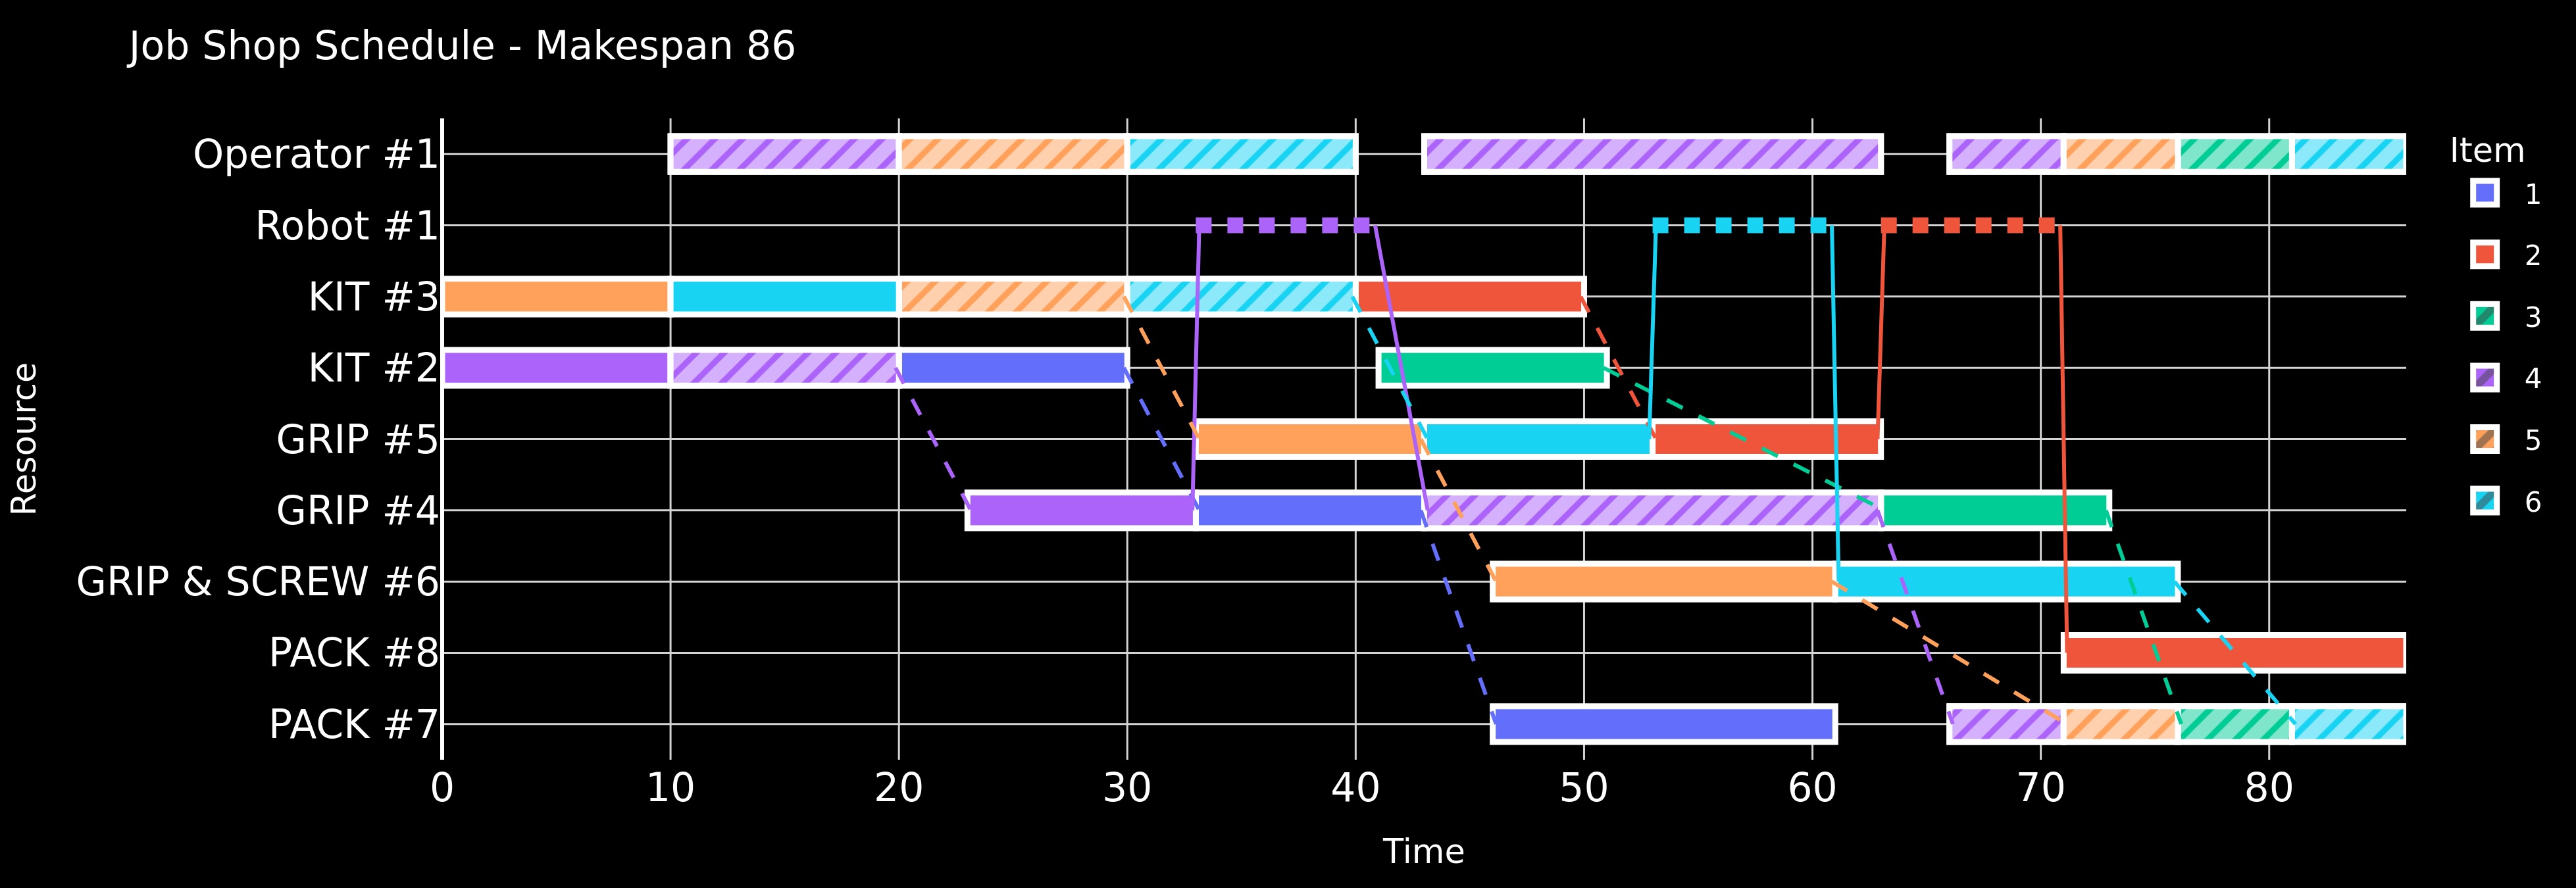 Job Shop Schedule - Makespan 86
Operator #1
Robot #1
KIT #3
KIT #2
GRIP #5
GRIP #4
GRIP & SCREW #6
PACK #8
PACK #7
Resource
0 10 20 30 40 50 60 70 80
Time
Item
1
2
3
4
5
6